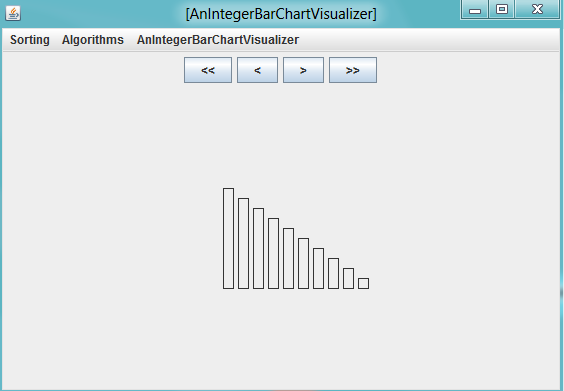 [AnIntegerBarChartVisualizer]
Sorting Algorithms AnIntegerBarChartVisualizer
<< < > >>